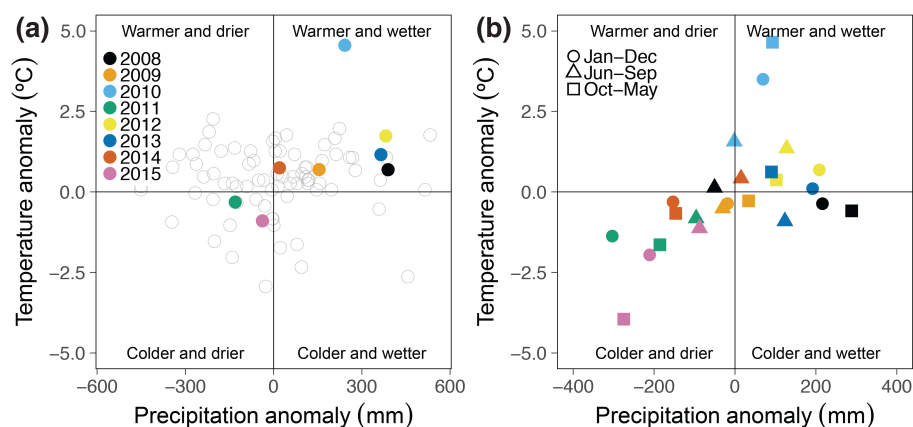 (a)
Warmer and drier
Warmer and wetter
2008
2009
2010
2011
2012
2013
2014
2015
Colder and drier
Colder and wetter
5.0
2.5
0.0
−2.5
−5.0
−600
−300
0
300
600
Temperature anomaly (ºC)
Precipitation anomaly (mm)
(b)
Warmer and drier
Warmer and wetter
Jan−Dec
Jun−Sep
Oct−May
Colder and drier
Colder and wetter
5.0
2.5
0.0
−2.5
−5.0
−400
−200
0
200
400
Temperature anomaly (ºC)
Precipitation anomaly (mm)